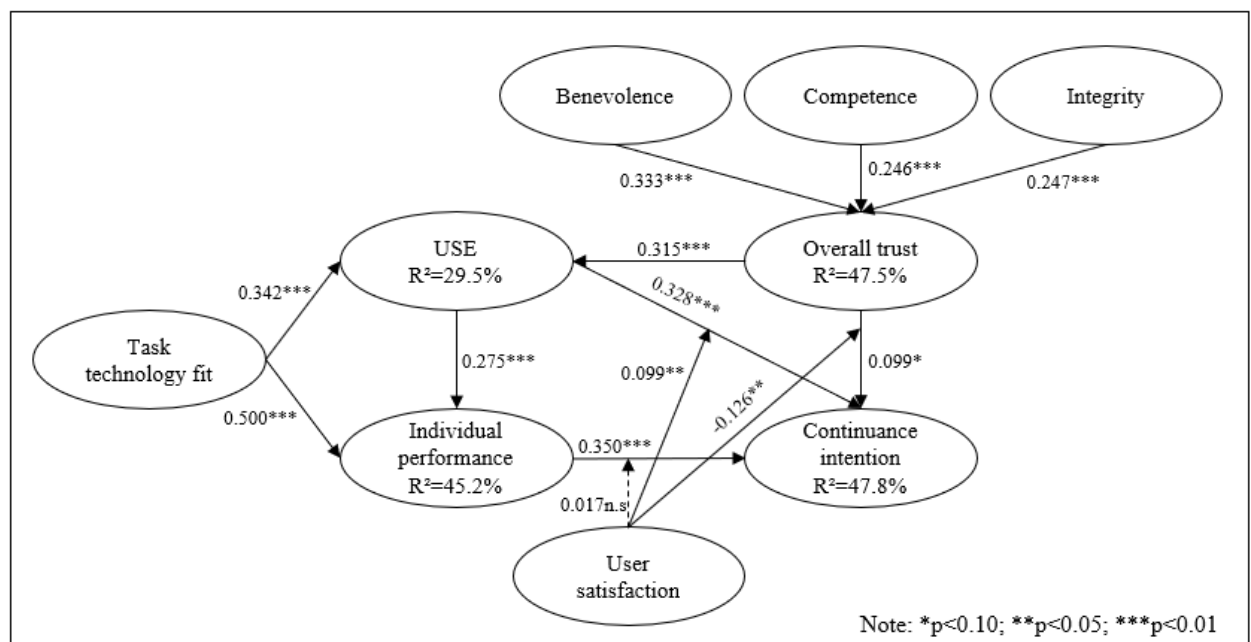 Benevolence
Competence
Integrity
0.333***
0.246***
0.247***
USE
R²=29.5%
0.315***
Overall trust
R²=47.5%
0.342***
0.328***
Task
technology fit
0.275***
0.099**
0.099*
0.500***
-0.126**
Individual
performance
R²=45.2%
0.350***
Continuance
intention
R²=47.8%
0.017n.s
User
satisfaction
Note: *p<0.10; **p<0.05; ***p<0.01